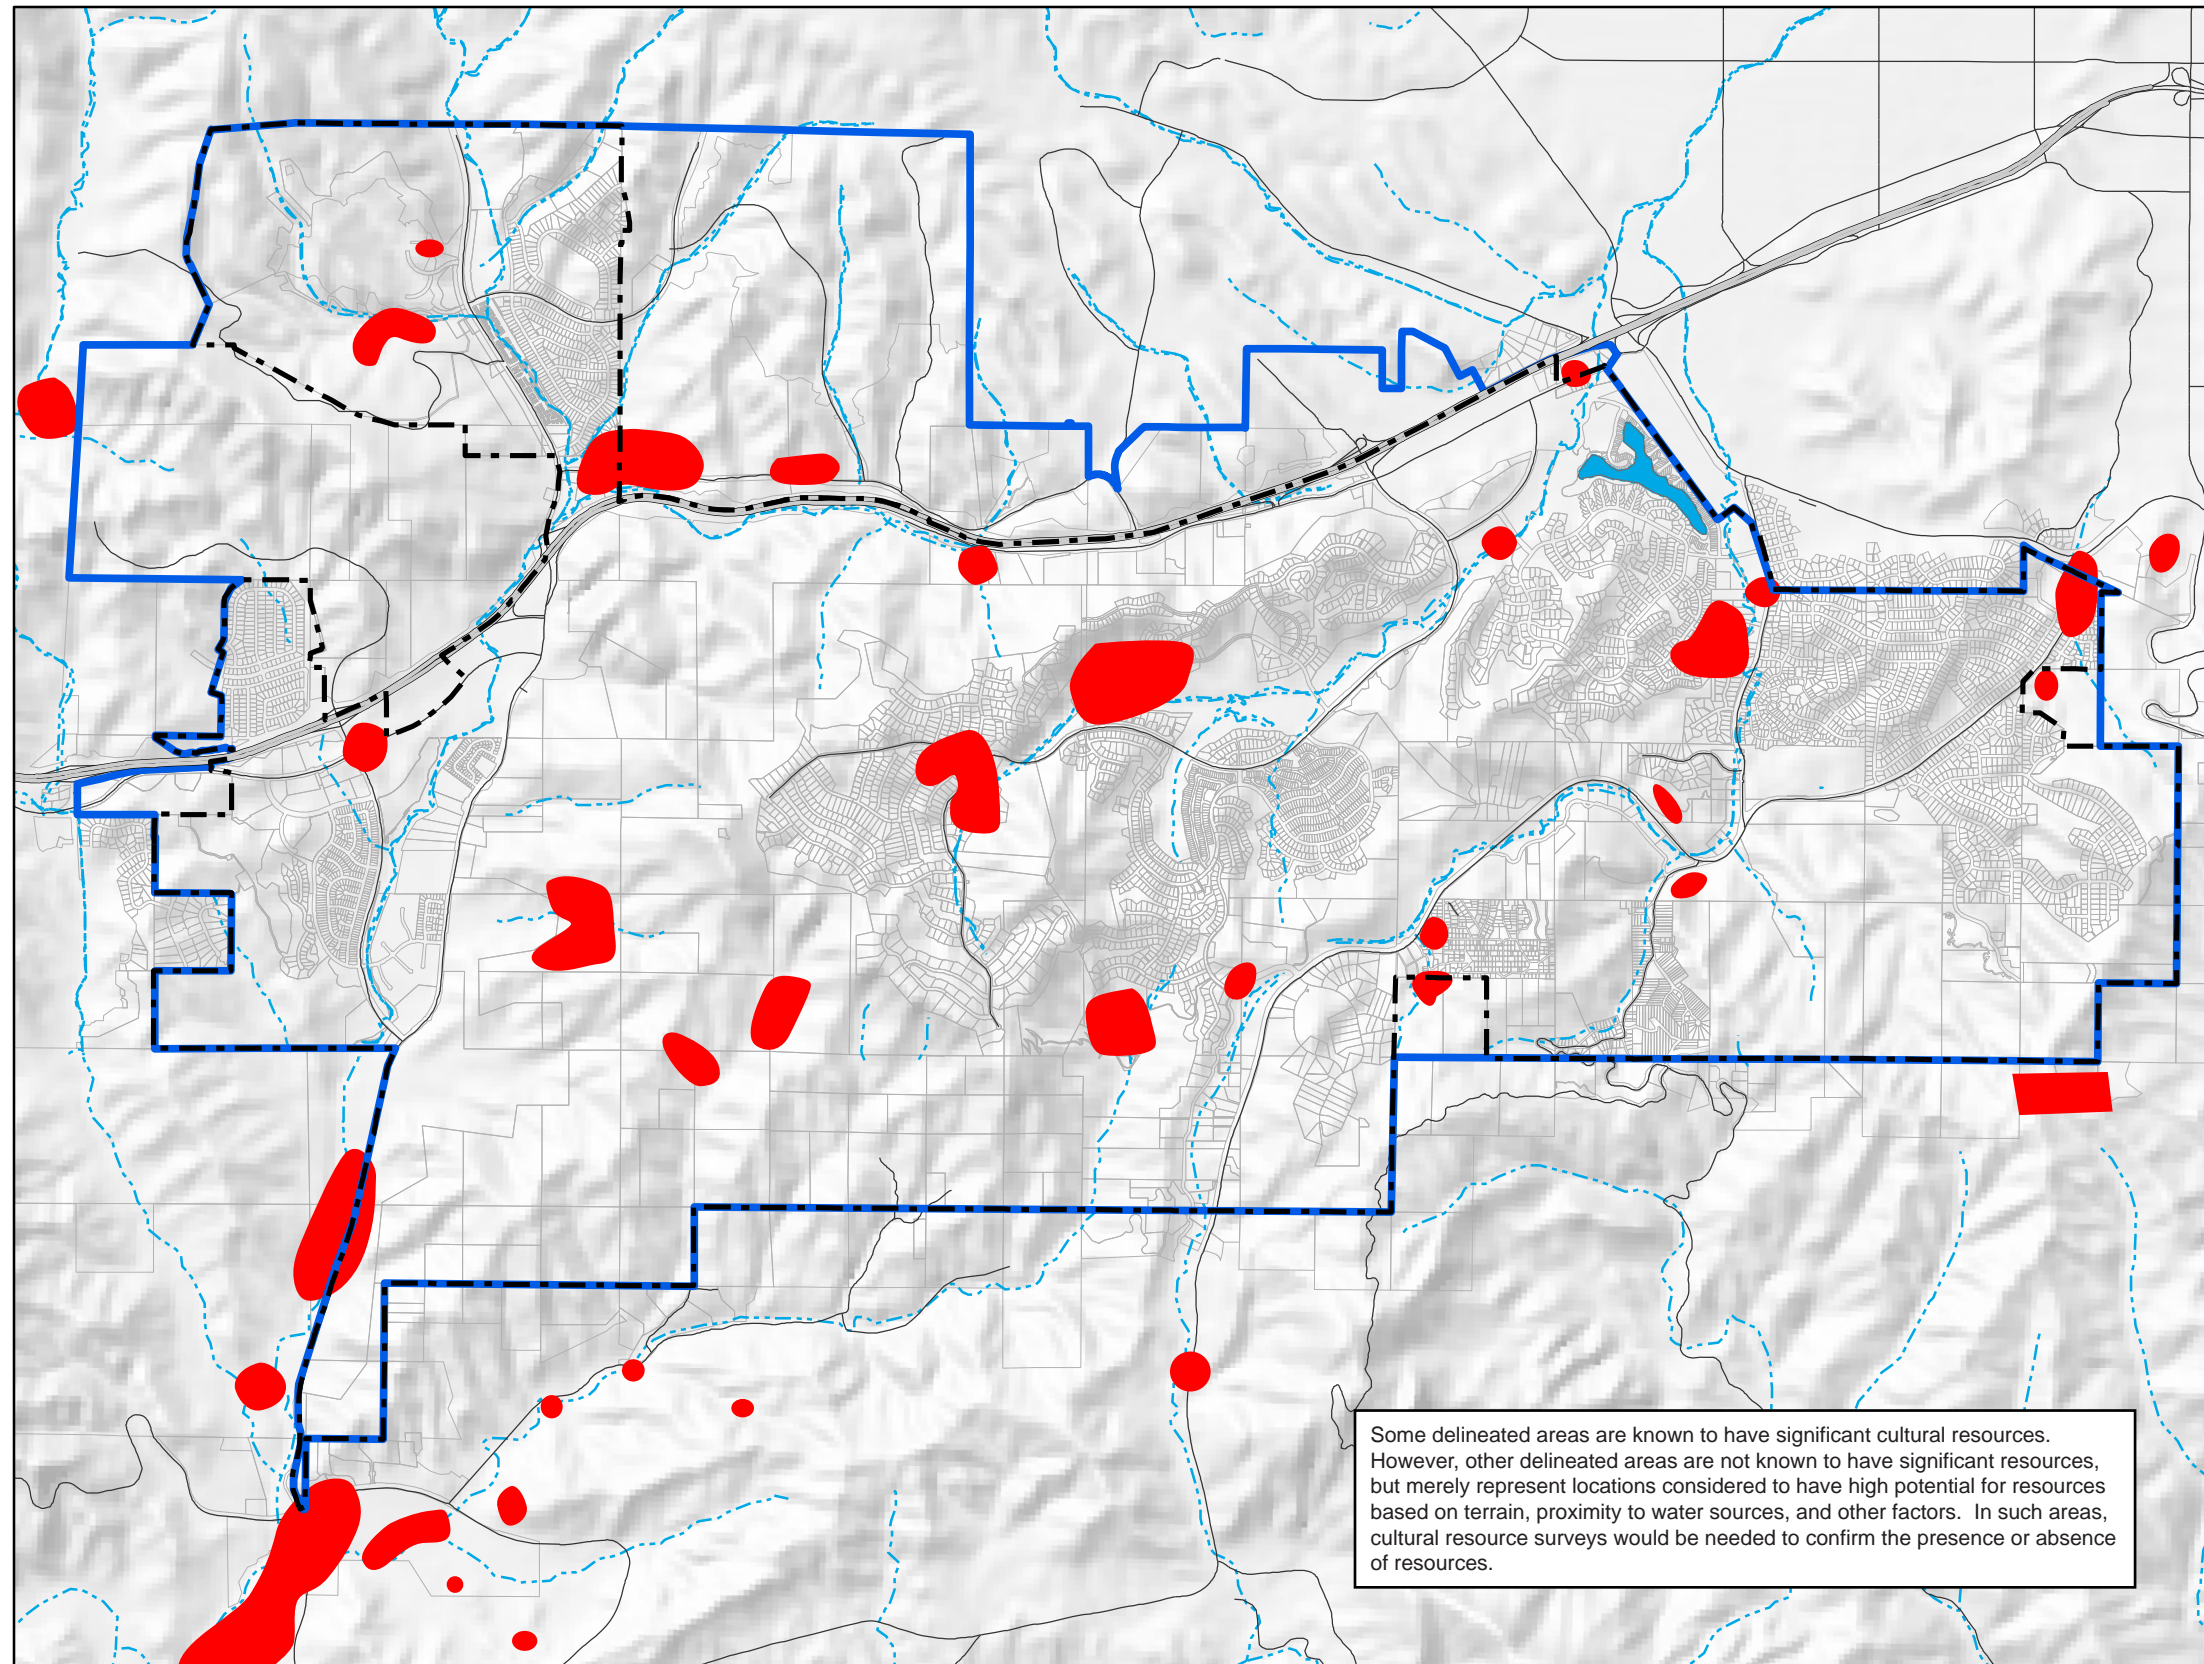 Some delineated areas are known to have significant cultural resources.
However, other delineated areas are not known to have significant resources,
but merely represent locations considered to have high potential for resources
based on terrain, proximity to water sources, and other factors.  In such areas,
cultural resource surveys would be needed to confirm the presence or absence
of resources.